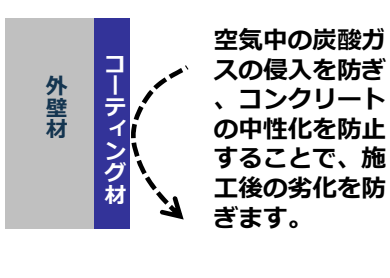 外壁材
コーティング材
空気中の炭酸ガ
スの侵入を防ぎ
、コンクリート
の中性化を防止
することで、施
工後の劣化を防
ぎます。